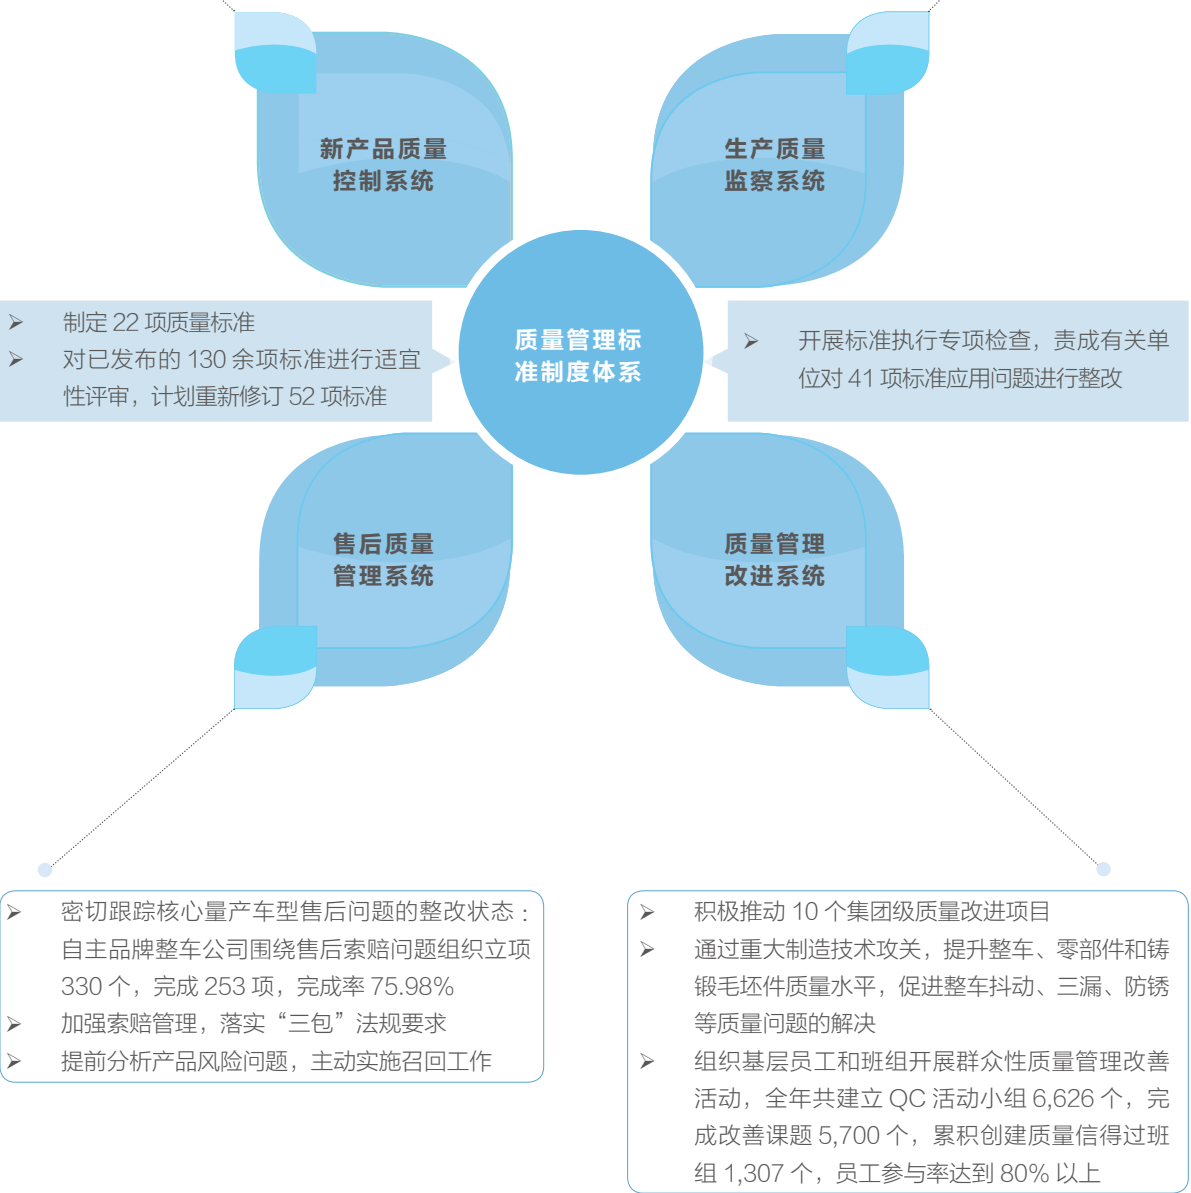 新产品质量
控制系统
生产质量
监察系统
质量管理标
准制度体系
➢ 制定 22 项质量标准
➢ 对已发布的 130 余项标准进行适宜
性评审，计划重新修订 52 项标准
➢ 开展标准执行专项检查，责成有关单
位对 41 项标准应用问题进行整改
售后质量
管理系统
质量管理
改进系统
➢ 密切跟踪核心量产车型售后问题的整改状态：
自主品牌整车公司围绕售后索赔问题组织立项
330 个，完成 253 项，完成率 75.98%
➢ 加强索赔管理，落实“三包”法规要求
➢ 提前分析产品风险问题，主动实施召回工作
➢ 积极推动 10 个集团级质量改进项目
➢ 通过重大制造技术攻关，提升整车、零部件和铸
锻毛坯件质量水平，促进整车抖动、三漏、防锈
等质量问题的解决
➢ 组织基层员工和班组开展群众性质量管理改善
活动，全年共建立 QC 活动小组 6,626 个，完
成改善课题 5,700 个，累积创建质量信得过班
组 1,307 个，员工参与率达到 80% 以上